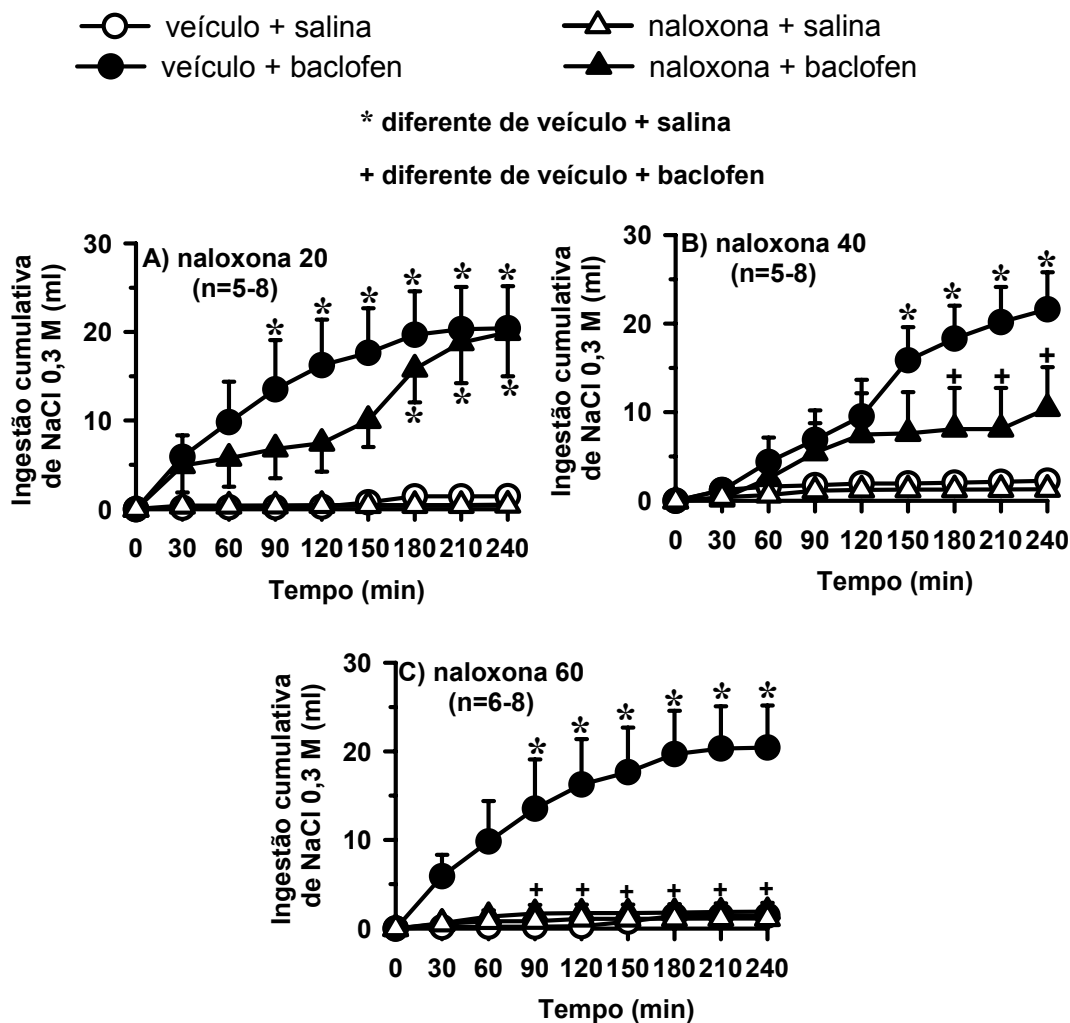 veículo + salina
naloxona + salina
veículo + baclofen
naloxona + baclofen
* diferente de veículo + salina
+ diferente de veículo + baclofen
A) naloxona 20
(n=5-8)
Ingestão cumulativa
de NaCl 0,3 M (ml)
30
20
10
0
* * * * * *
* * *
0 30 60 90 120 150 180 210 240
Tempo (min)
B) naloxona 40
(n=5-8)
Ingestão cumulativa
de NaCl 0,3 M (ml)
30
20
10
0
* * * *
+ + +
0 30 60 90 120 150 180 210 240
Tempo (min)
C) naloxona 60
(n=6-8)
Ingestão cumulativa
de NaCl 0,3 M (ml)
30
20
10
0
* * * * * *
+ + + + + +
0 30 60 90 120 150 180 210 240
Tempo (min)